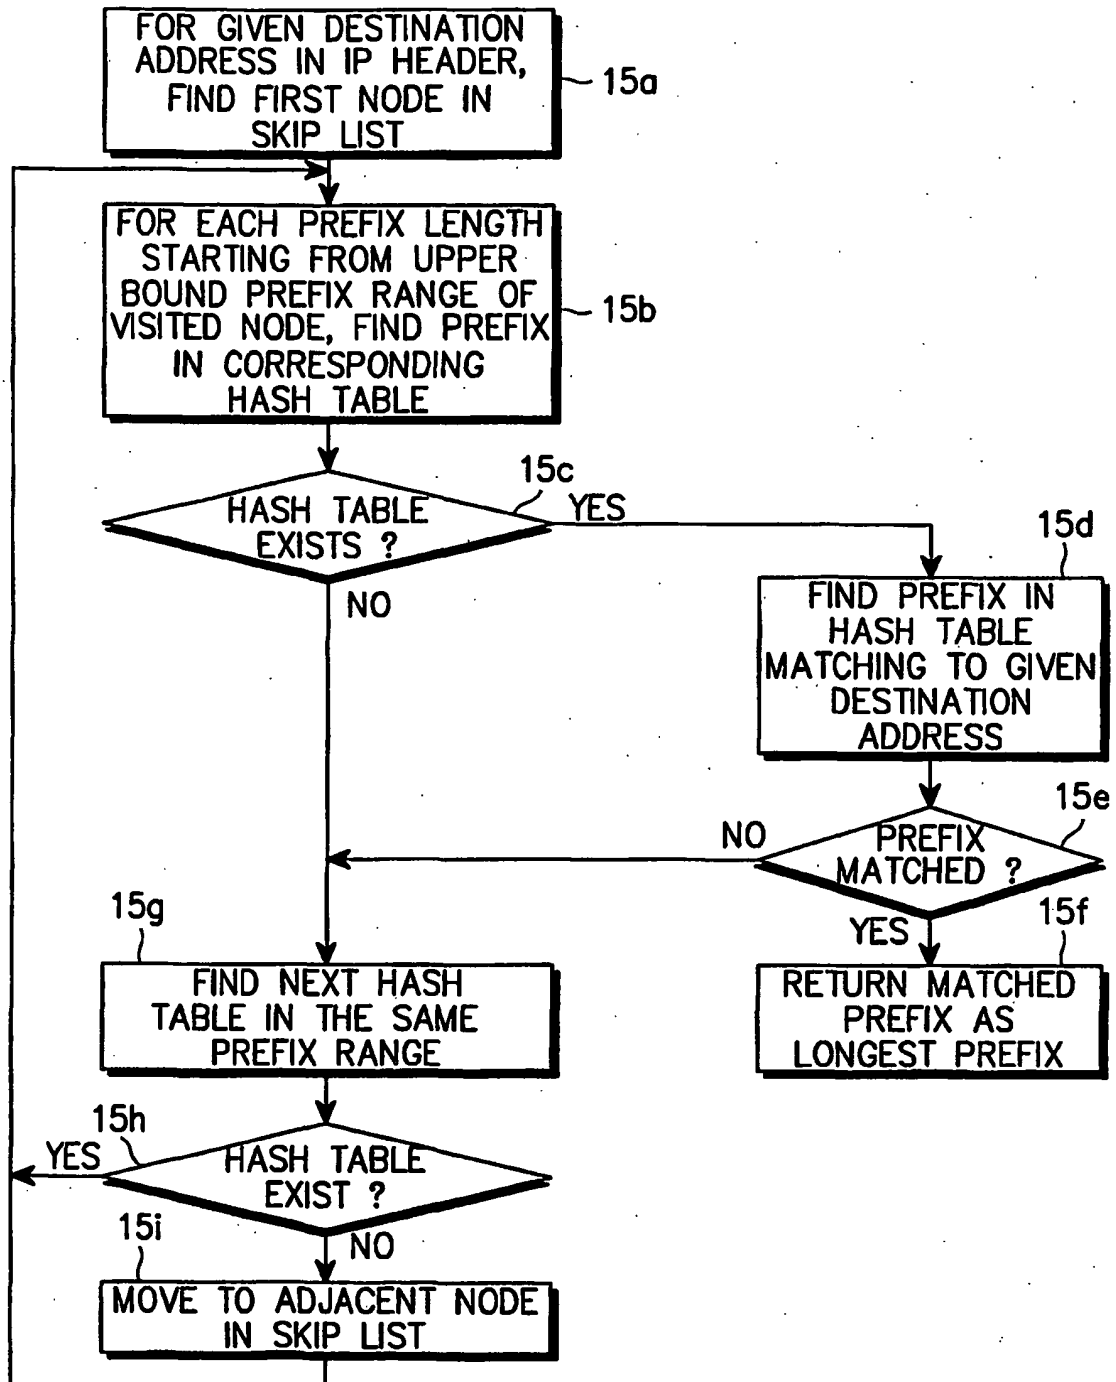 FOR GIVEN DESTINATION
ADDRESS IN IP HEADER,
FIND FIRST NODE IN
SKIP LIST
15a
FOR EACH PREFIX LENGTH
STARTING FROM UPPER
BOUND PREFIX RANGE OF
VISITED NODE, FIND PREFIX
IN CORRESPONDING
HASH TABLE
15b
15c
HASH TABLE
EXISTS ?
YES
NO
15d
FIND PREFIX IN
HASH TABLE
MATCHING TO GIVEN
DESTINATION
ADDRESS
15e
PREFIX
MATCHED ?
NO
YES
15f
RETURN MATCHED
PREFIX AS
LONGEST PREFIX
15g
FIND NEXT HASH
TABLE IN THE SAME
PREFIX RANGE
15h
HASH TABLE
EXIST ?
YES
NO
15i
MOVE TO ADJACENT NODE
IN SKIP LIST